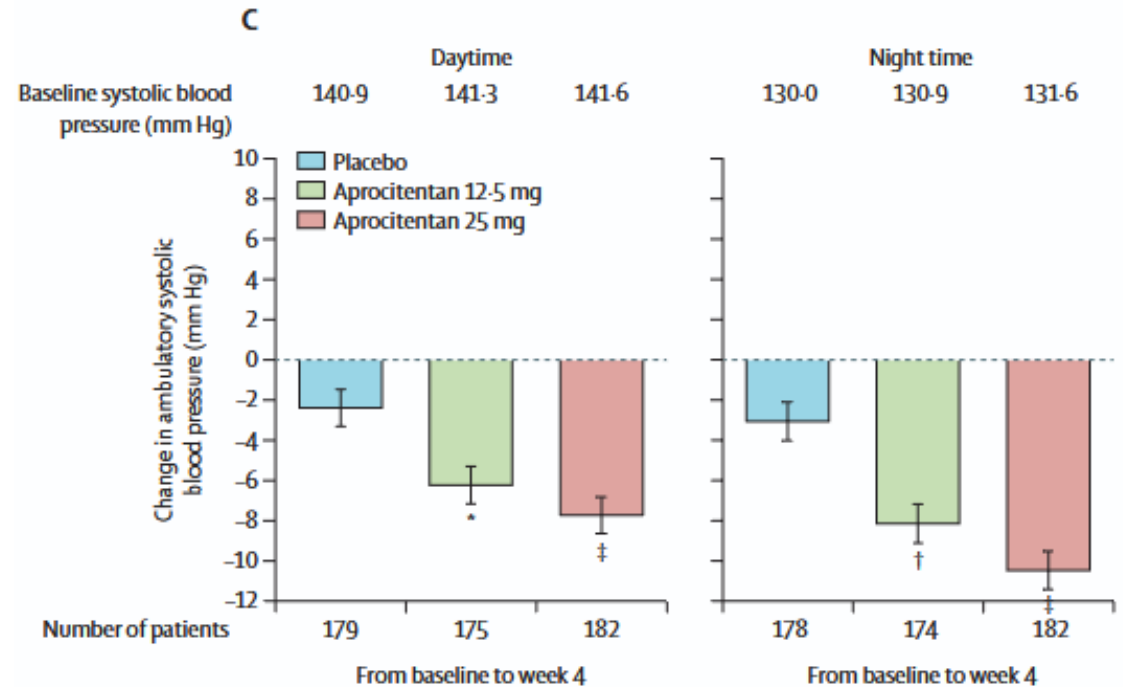 C
Daytime Night time
Baseline systolic blood 140·9 141·3 141·6 130·0 130·9 131·6
pressure (mm Hg)
10
Placebo
8
Aprocitentan 12·5 mg
Aprocitentan 25 mg
6
4
2
0
−2
−4
−6
−8
−10
−12
Change in ambulatory systolic
blood pressure (mm Hg)
*
‡
†
‡
Number of patients 179 175 182 178 174 182
From baseline to week 4 From baseline to week 4